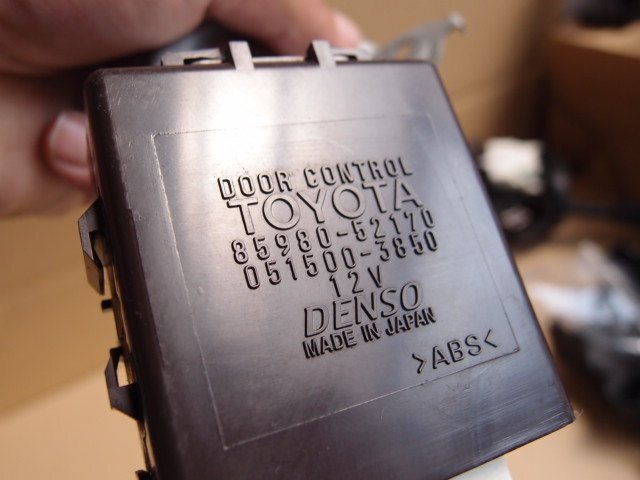 DOOR CONTROL
TOYOTA
85980-52170
051500-3850
12V
DENSO
MADE IN JAPAN
>ABS<